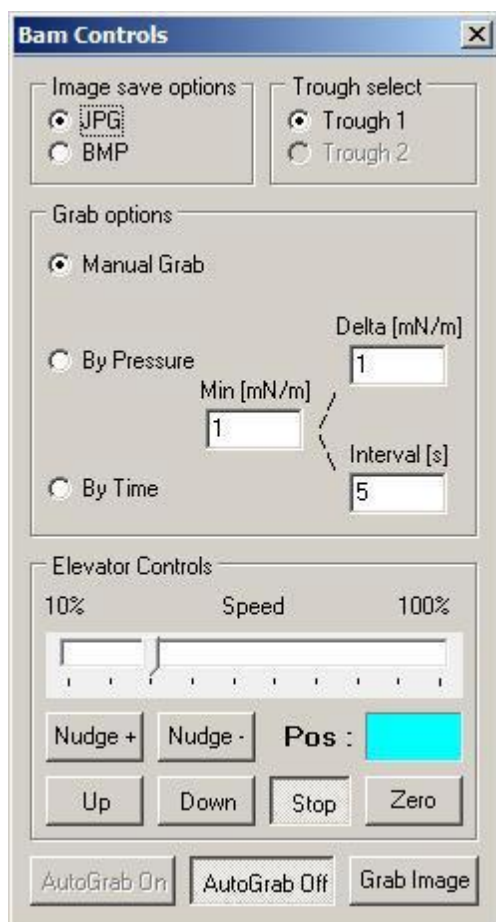 Bam Controls
Image save options
JPG
BMP
Trough select
Trough 1
Trough 2
Grab options
Manual Grab
Delta [mN/m]
By Pressure
1
Min [mN/m]
1
Interval [s]
By Time
5
Elevator Controls
10% Speed 100%
Nudge + Nudge - Pos :
Up Down Stop Zero
AutoGrab On AutoGrab Off Grab Image